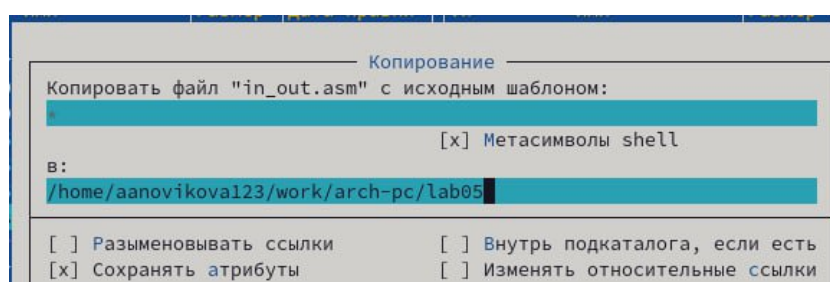 Копирование
Копировать файл "in_out.asm" с исходным шаблоном:
*
[x] Метасимволы shell
в:
/home/aanovikova123/work/arch-pc/lab05
[ ] Разыменовывать ссылки [ ] Внутрь подкаталога, если есть
[x] Сохранять атрибуты [ ] Изменять относительные ссылки